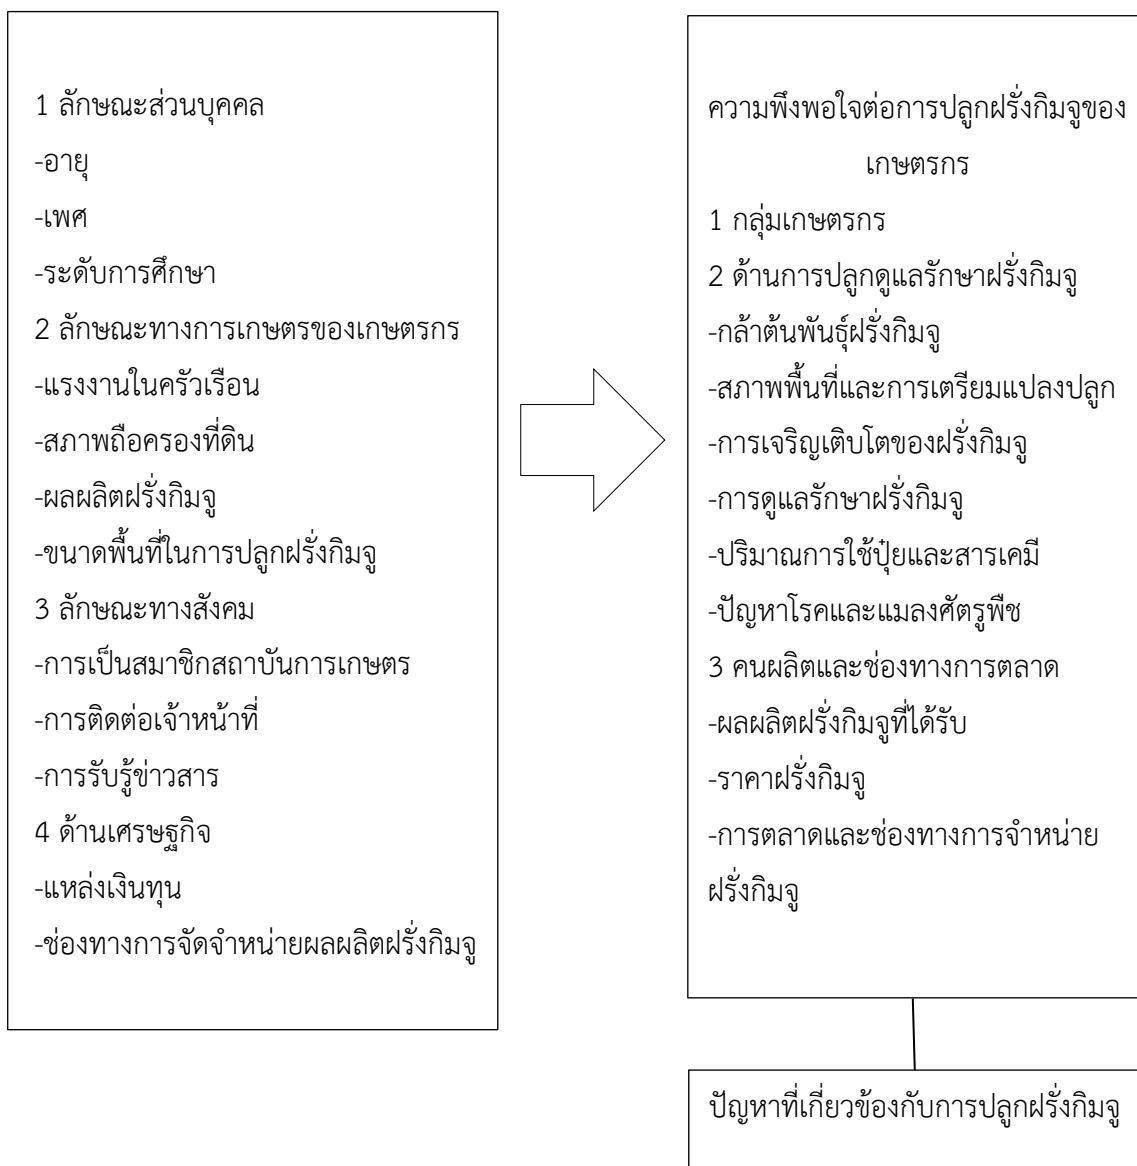 1 ลักษณะส่วนบุคคล
-อายุ
-เพศ
-ระดับการศึกษา
2 ลักษณะทางการเกษตรของเกษตรกร
-แรงงานในครัวเรือน
-สภาพถือครองที่ดิน
-ผลผลิตฝรั่งกิมจู
-ขนาดพื้นที่ในการปลูกฝรั่งกิมจู
3 ลักษณะทางสังคม
-การเป็นสมาชิกสถาบันการเกษตร
-การติดต่อเจ้าหน้าที่
-การรับรู้ข่าวสาร
4 ด้านเศรษฐกิจ
-แหล่งเงินทุน
-ช่องทางการจัดจำหน่ายผลผลิตฝรั่งกิมจู
ความพึงพอใจต่อการปลูกฝรั่งกิมจูของ
เกษตรกร
1 กลุ่มเกษตรกร
2 ด้านการปลูกดูแลรักษาฝรั่งกิมจู
-กล้าต้นพันธุ์ฝรั่งกิมจู
-สภาพพื้นที่และการเตรียมแปลงปลูก
-การเจริญเติบโตของฝรั่งกิมจู
-การดูแลรักษาฝรั่งกิมจู
-ปริมาณการใช้ปุ๋ยและสารเคมี
-ปัญหาโรคและแมลงศัตรูพืช
3 คนผลิตและช่องทางการตลาด
-ผลผลิตฝรั่งกิมจูที่ได้รับ
-ราคาฝรั่งกิมจู
-การตลาดและช่องทางการจำหน่าย
ฝรั่งกิมจู
ปัญหาที่เกี่ยวข้องกับการปลูกฝรั่งกิมจู